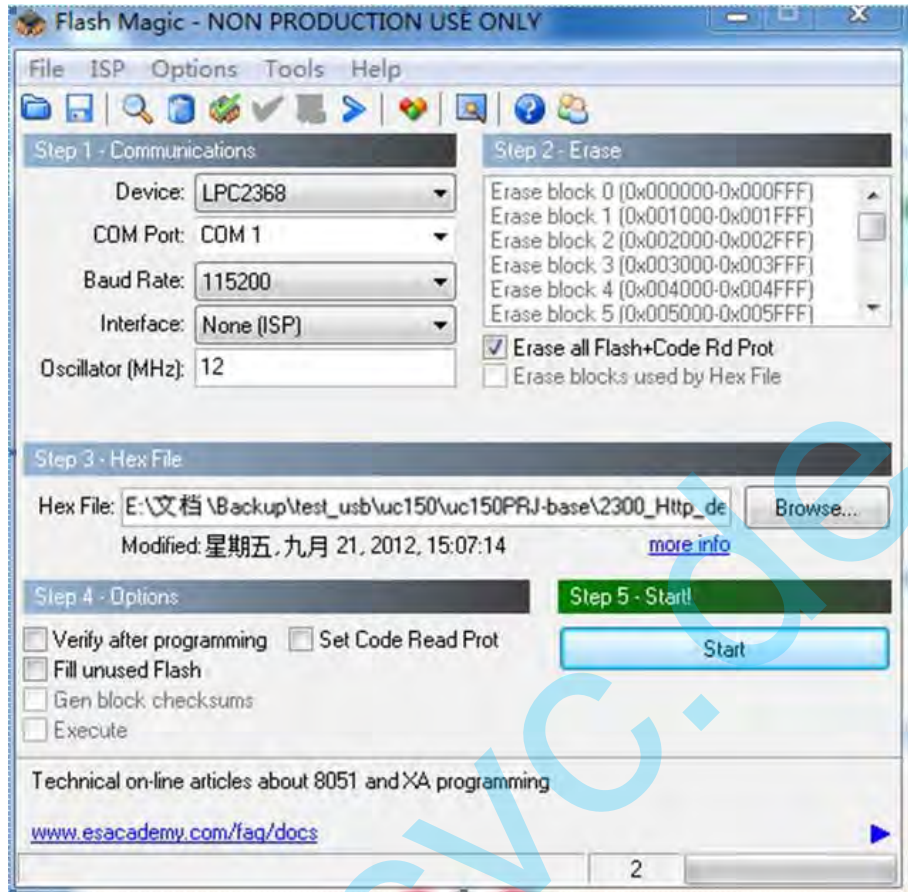 Flash Magic - NON PRODUCTION USE ONLY
File ISP Options Tools Help
Step 1 - Communications
Device: LPC2368
COM Port: COM 1
Baud Rate: 115200
Interface: None (ISP)
Oscillator (MHz): 12
Step 2 - Erase
Erase block 0 (0x000000-0x000FFF)
Erase block 1 (0x001000-0x001FFF)
Erase block 2 (0x002000-0x002FFF)
Erase block 3 (0x003000-0x003FFF)
Erase block 4 (0x004000-0x004FFF)
Erase block 5 (0x005000-0x005FFF)
Erase all Flash+Code Rd Prot
Erase blocks used by Hex File
Step 3 - Hex File
Hex File: E:\文档\Backup\test_usb\uc150\uc150PRJ-base\2300_Http_de Browse...
Modified: 星期五, 九月 21, 2012, 15:07:14 more info
Step 4 - Options
Verify after programming Set Code Read Prot
Fill unused Flash
Gen block checksums
Execute
Step 5 - Start!
Start
Technical on-line articles about 8051 and XA programming
www.esacademy.com/faq/docs
2
vc.de